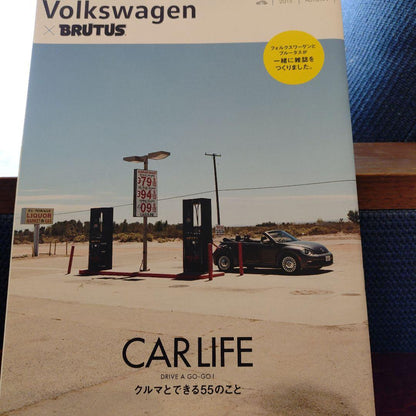 Volkswagen
× BRUTUS
2013
フォルクスワーゲンと
ブルータスが
一緒に雑誌を
つくりました。
79
94
09
LIQUOR
CAR LIFE
DRIVE A GO-GO!
クルマとできる55のこと